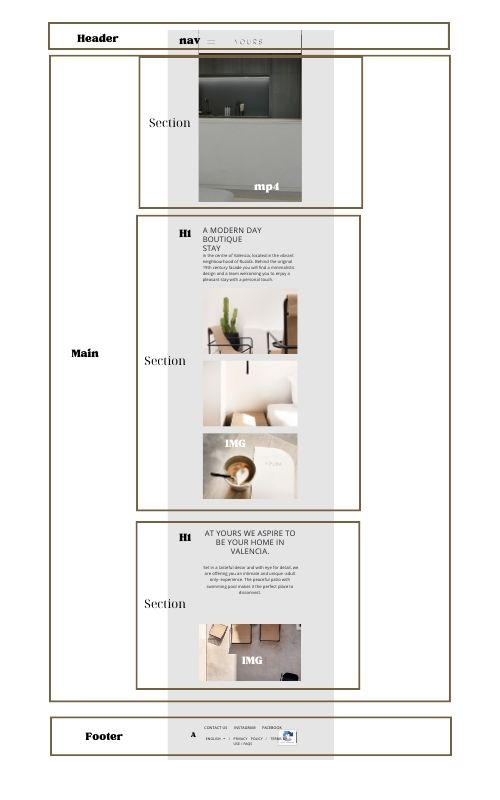 Header
nav
YOURS
Section
mp4
H1
A MODERN DAY
BOUTIQUE
STAY
in the centre of Valencia, located in the vibrant
neighbourhood of Ruzafa. Behind the original
19th century facade you will find a minimalistic
design and a team welcoming you to enjoy a
pleasant stay with a personal touch.
Main
Section
IMG
H1
AT YOURS WE ASPIRE TO
BE YOUR HOME IN
VALENCIA.
Set in a tasteful decor and with eye for detail, we
are offering you an intimate and unique -adult
only- experience. The peaceful patio with
swimming pool makes it the perfect place to
disconnect.
Section
IMG
Footer
A
CONTACT US INSTAGRAM FACEBOOK
ENGLISH / PRIVACY POLICY / TERMS
USE / FAQS